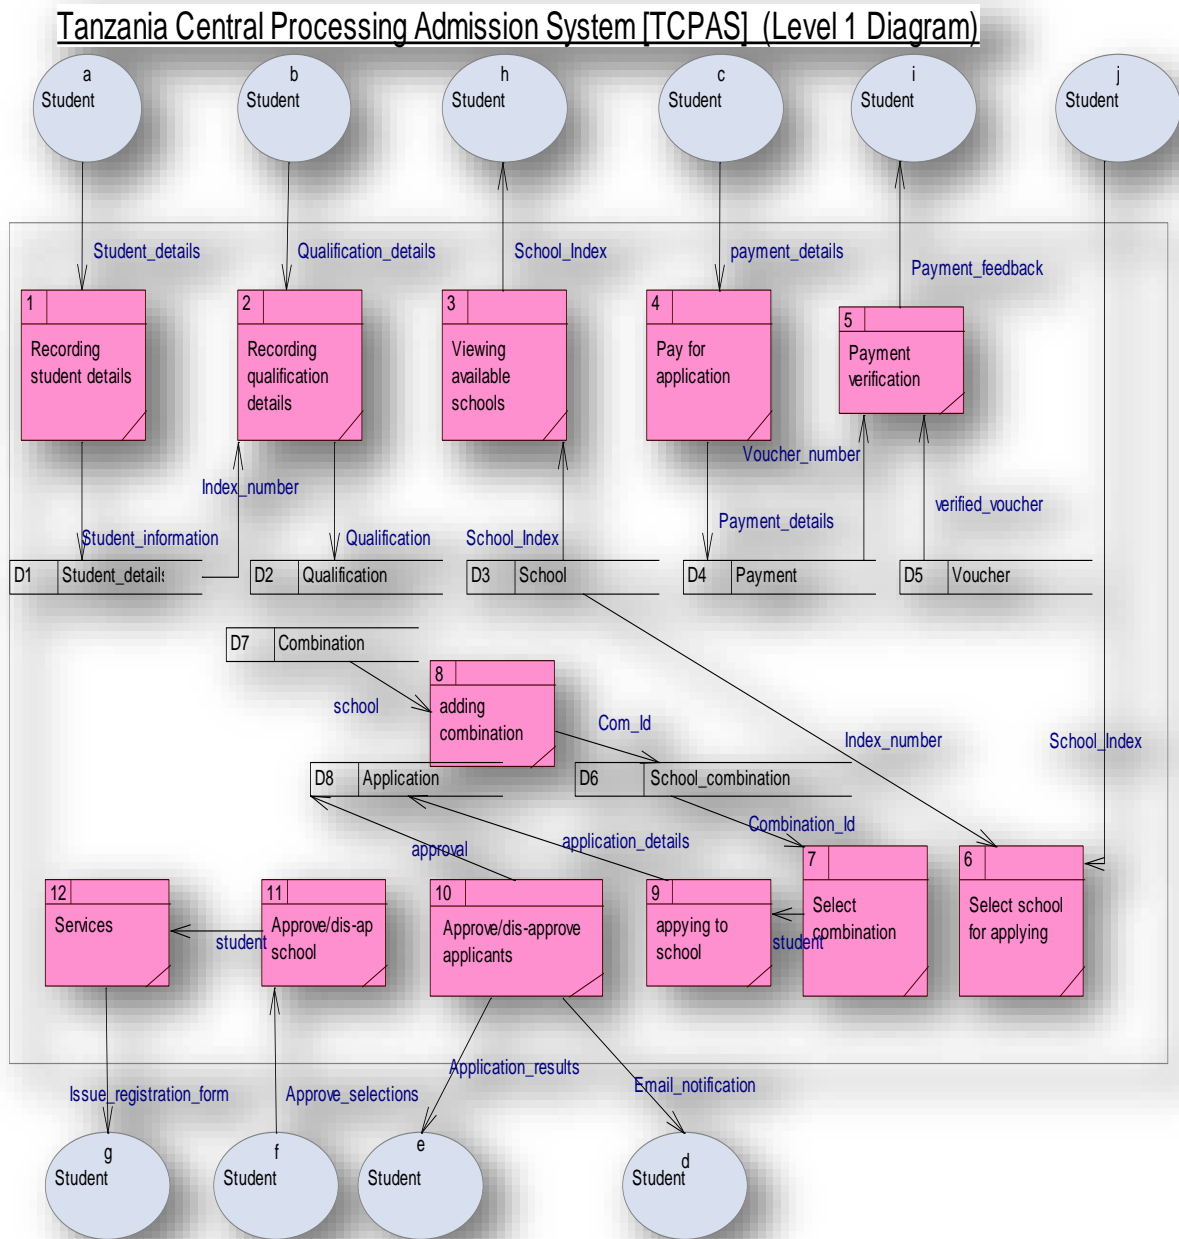 Tanzania Central Processing Admission System [TCPAS] (Level 1 Diagram)
a
Student
b
Student
h
Student
c
Student
i
Student
j
Student
Student_details
Qualification_details
School_Index
payment_details
Payment_feedback
1
Recording
student details
2
Recording
qualification
details
3
Viewing
available
schools
4
Pay for
application
5
Payment
verification
Index_number
Voucher_number
verified_voucher
Student_information
Qualification
School_Index
Payment_details
D1
Student_details
D2
Qualification
D3
School
D4
Payment
D5
Voucher
D7
Combination
school
8
adding
combination
Com_Id
Index_number
School_Index
D8
Application
D6
School_combination
approval
application_details
Combination_Id
12
Services
student
11
Approve/dis-ap
school
10
Approve/dis-approve
applicants
9
appying to
school
student
7
Select
combination
6
Select school
for applying
Issue_registration_form
Approve_selections
Application_results
Email_notification
g
Student
f
Student
e
Student
d
Student